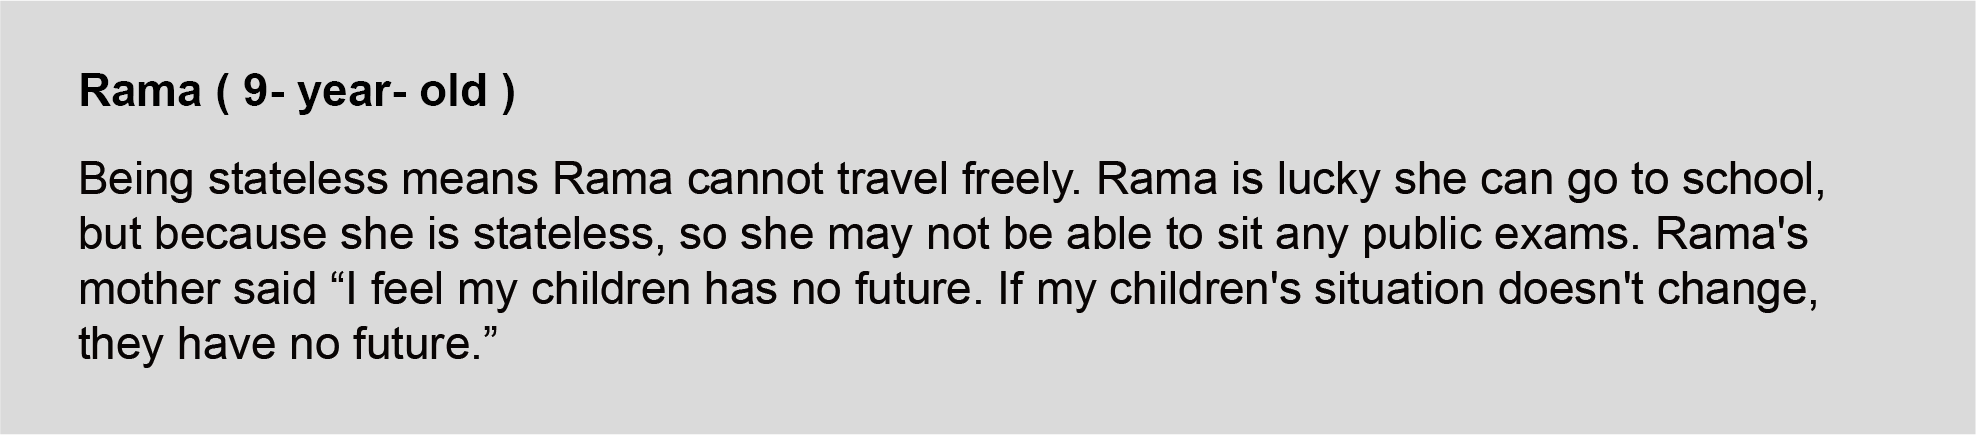 Rama ( 9- year- old )
Being stateless means Rama cannot travel freely. Rama is lucky she can go to school,
but because she is stateless, so she may not be able to sit any public exams. Rama's
mother said “I feel my children has no future. If my children's situation doesn't change,
they have no future.”